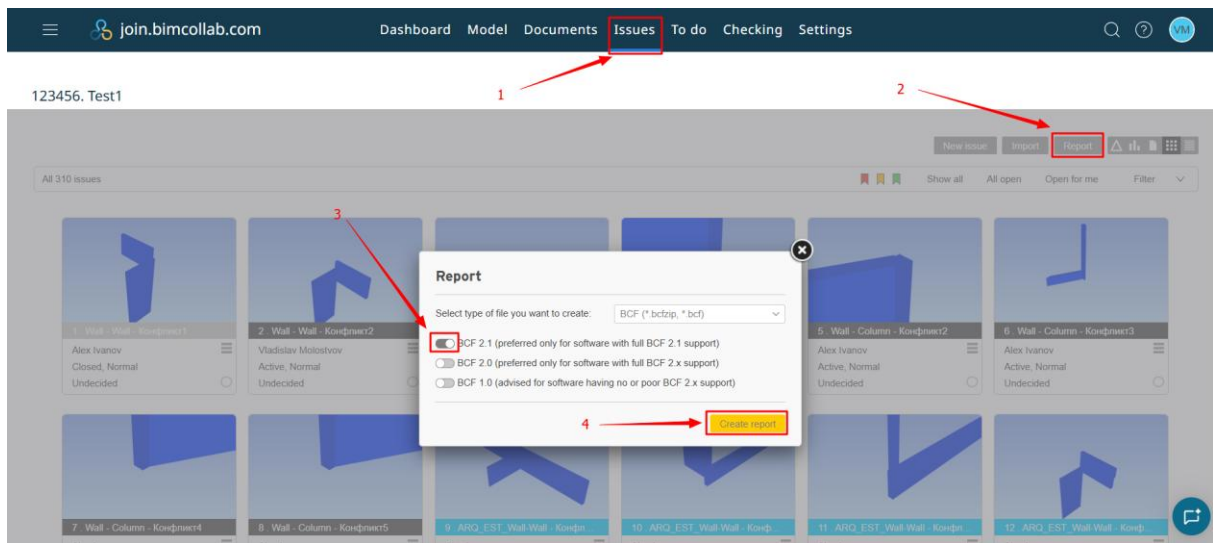 join.bimcollab.com Dashboard Model Documents Issues To do Checking Settings VM
1
2
123456. Test1
New issue Import Report
All 310 issues Show all All open Open for me Filter
3
Report
Select type of file you want to create: BCF (*.bcfzip, *.bcf)
BCF 2.1 (preferred only for software with full BCF 2.1 support)
BCF 2.0 (preferred only for software with full BCF 2.x support)
BCF 1.0 (advised for software having no or poor BCF 2.x support)
4
Create report
1 . Wall - Wall - Конфликт1
Alex Ivanov
Closed, Normal
Undecided
2 . Wall - Wall - Конфликт2
Vladislav Molostvov
Active, Normal
Undecided
5 . Wall - Column - Конфликт2
Alex Ivanov
Active, Normal
Undecided
6 . Wall - Column - Конфликт3
Alex Ivanov
Active, Normal
Undecided
7 . Wall - Column - Конфликт4
8 . Wall - Column - Конфликт5
9 . ARQ_EST_Wall-Wall - Конфл...
10 . ARQ_EST_Wall-Wall - Конф...
11 . ARQ_EST_Wall-Wall - Конфл...
12 . ARQ_EST_Wall-Wall - Конф...